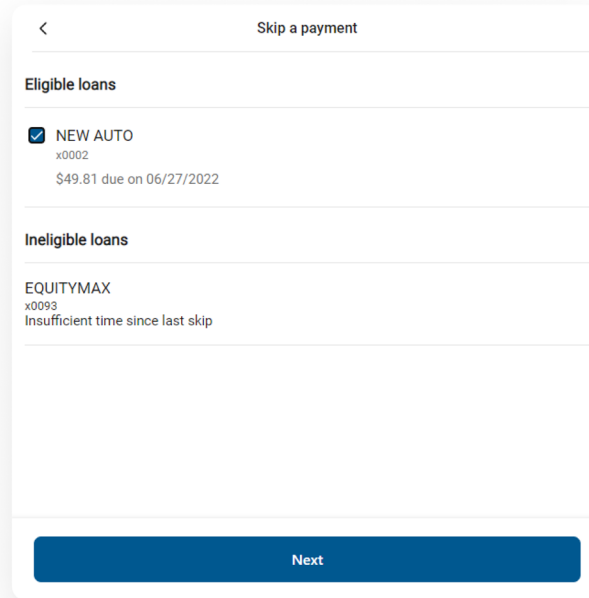 Skip a payment
Eligible loans
NEW AUTO
x0002
$49.81 due on 06/27/2022
Ineligible loans
EQUITYMAX
x0093
Insufficient time since last skip
Next